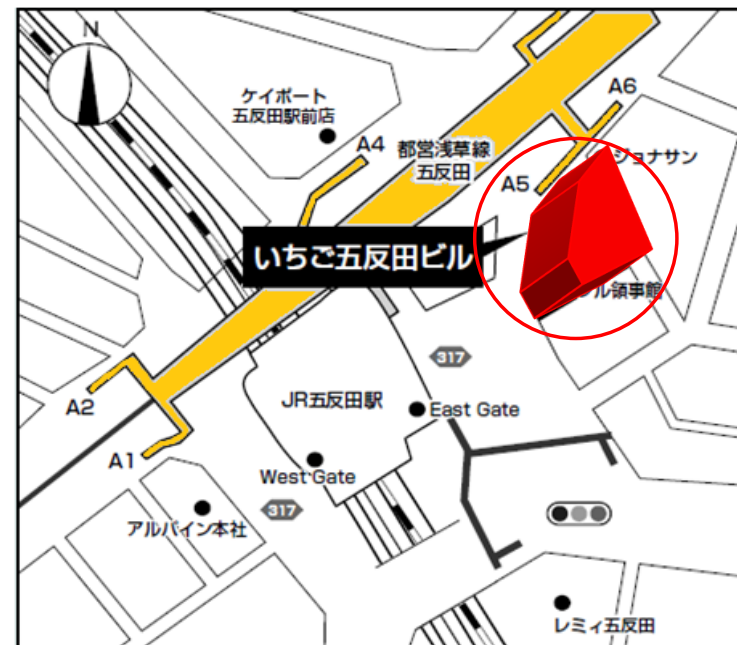 N
ケイポート
五反田駅前店
A6
A4
都営浅草線
五反田
ジョナサン
A5
いちご五反田ビル
ル領事館
317
A2
JR五反田駅
East Gate
A1
West Gate
317
アルパイン本社
レミィ五反田